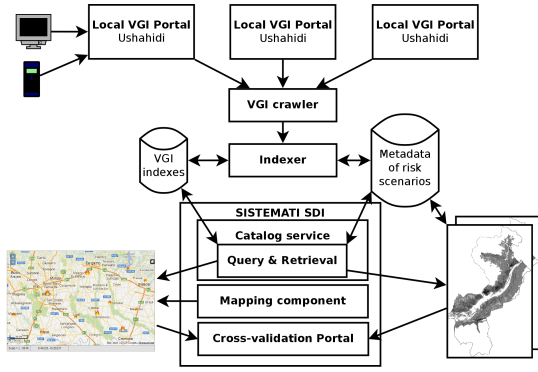 Local VGI Portal
Ushahidi
Local VGI Portal
Ushahidi
Local VGI Portal
Ushahidi
VGI crawler
VGI
indexes
Indexer
Metadata
of risk
scenarios
SISTEMATI SDI
Catalog service
Query & Retrieval
Mapping component
Cross-validation Portal